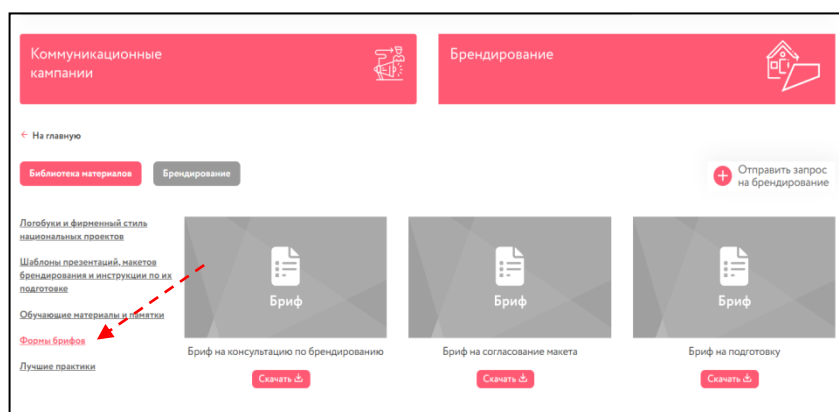 Коммуникационные
кампании
Брендирование
← На главную
Библиотека материалов
Брендирование
Отправить запрос
на брендирование
Логобуки и фирменный стиль
национальных проектов
Шаблоны презентаций, макетов
брендирования и инструкции по их
подготовке
Обучающие материалы и памятки
Формы брифов
Лучшие практики
Бриф
Бриф
Бриф
Бриф на консультацию по брендированию
Бриф на согласование макета
Бриф на подготовку
Скачать
Скачать
Скачать